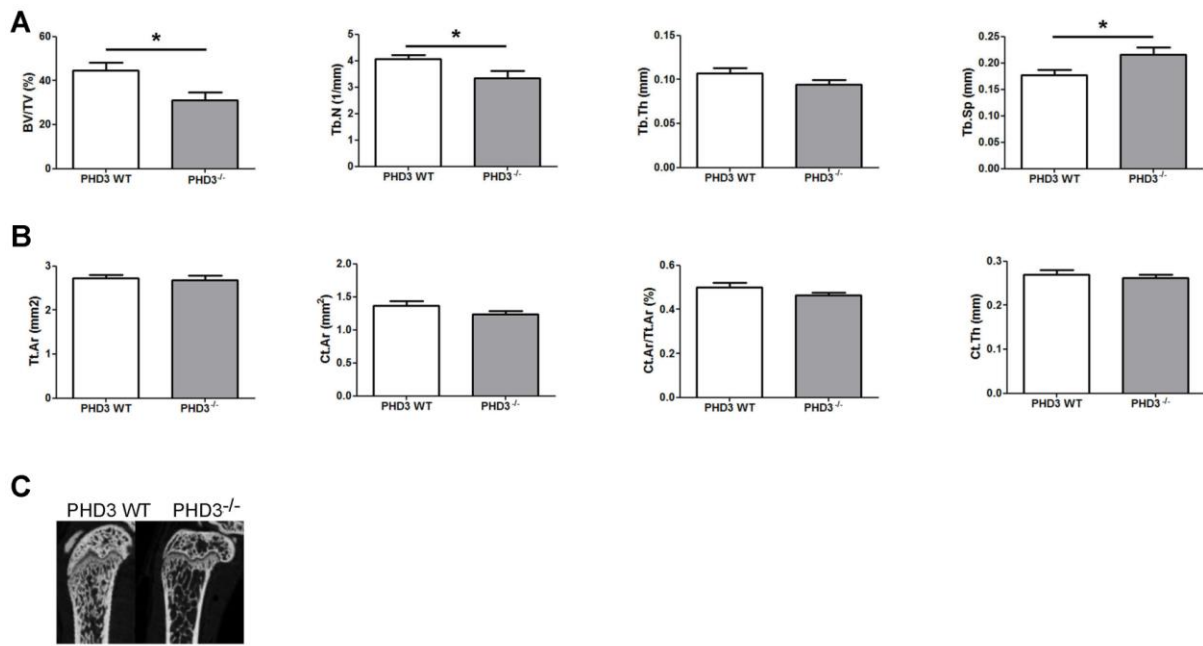 A
BV/TV (%)
60
40
20
0
PHD3 WT
PHD3-/-
*
Tb.N (1/mm)
5
4
3
2
1
0
PHD3 WT
PHD3-/-
*
Tb.Th (mm)
0.15
0.10
0.05
0.00
PHD3 WT
PHD3-/-
Tb.Sp (mm)
0.25
0.20
0.15
0.10
0.05
0.00
PHD3 WT
PHD3-/-
*
B
Tt.Ar (mm2)
3
2
1
0
PHD3 WT
PHD3-/-
Ct.Ar (mm²)
2.0
1.5
1.0
0.5
0.0
PHD3 WT
PHD3-/-
Ct.Ar/Tt.Ar (%)
0.6
0.4
0.2
0.0
PHD3 WT
PHD3-/-
Ct.Th (mm)
0.3
0.2
0.1
0.0
PHD3 WT
PHD3-/-
C
PHD3 WT PHD3-/-